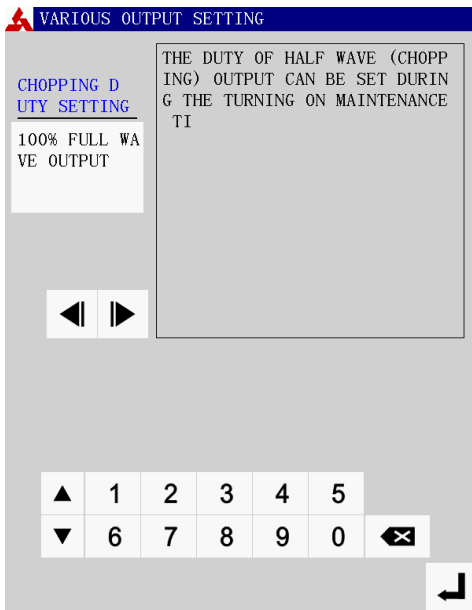 VARIOUS OUTPUT SETTING
CHOPPING D
UTY SETTING
100% FULL WA
VE OUTPUT
THE DUTY OF HALF WAVE (CHOPP
ING) OUTPUT CAN BE SET DURIN
G THE TURNING ON MAINTENANCE
TI
1 2 3 4 5
6 7 8 9 0